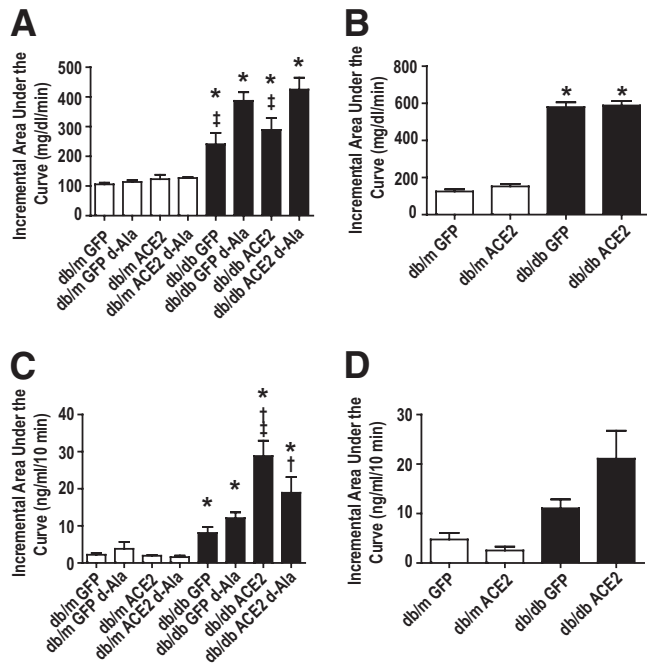 A
Incremental Area Under the
Curve (mg/dl/min)
500
400
300
200
100
0
*
‡
*
*
‡
*
db/m GFP
db/m GFP d-Ala
db/m ACE2
db/m ACE2 d-Ala
db/db GFP
db/db GFP d-Ala
db/db ACE2
db/db ACE2 d-Ala
B
Incremental Area Under the
Curve (mg/dl/min)
800
600
400
200
0
*
*
db/m GFP
db/m ACE2
db/db GFP
db/db ACE2
C
Incremental Area Under the
Curve (ng/ml/10 min)
40
30
20
10
0
*
*
*
†
‡
*
†
db/m GFP
db/m GFP d-Ala
db/m ACE2
db/m ACE2 d-Ala
db/db GFP
db/db GFP d-Ala
db/db ACE2
db/db ACE2 d-Ala
D
Incremental Area Under the
Curve (ng/ml/10 min)
30
20
10
0
db/m GFP
db/m ACE2
db/db GFP
db/db ACE2